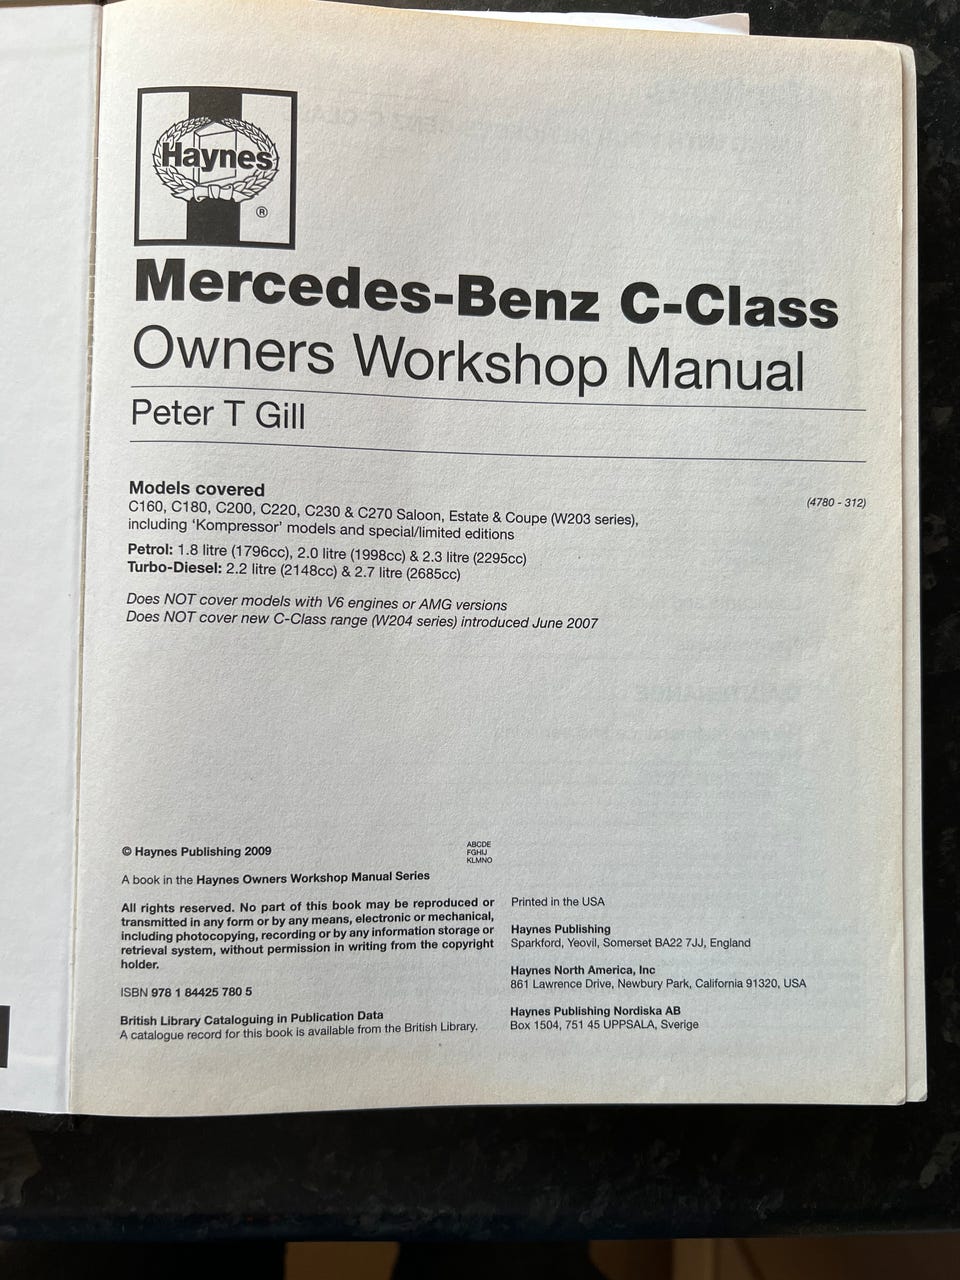 Haynes
®
Mercedes-Benz C-Class
Owners Workshop Manual
Peter T Gill
Models covered
(4780 - 312)
C160, C180, C200, C220, C230 & C270 Saloon, Estate & Coupe (W203 series),
including ‘Kompressor’ models and special/limited editions
Petrol: 1.8 litre (1796cc), 2.0 litre (1998cc) & 2.3 litre (2295cc)
Turbo-Diesel: 2.2 litre (2148cc) & 2.7 litre (2685cc)
Does NOT cover models with V6 engines or AMG versions
Does NOT cover new C-Class range (W204 series) introduced June 2007
© Haynes Publishing 2009
ABCDE
FGHIJ
KLMNO
A book in the Haynes Owners Workshop Manual Series
All rights reserved. No part of this book may be reproduced or
transmitted in any form or by any means, electronic or mechanical,
including photocopying, recording or by any information storage or
retrieval system, without permission in writing from the copyright
holder.
ISBN 978 1 84425 780 5
British Library Cataloguing in Publication Data
A catalogue record for this book is available from the British Library.
Printed in the USA
Haynes Publishing
Sparkford, Yeovil, Somerset BA22 7JJ, England
Haynes North America, Inc
861 Lawrence Drive, Newbury Park, California 91320, USA
Haynes Publishing Nordiska AB
Box 1504, 751 45 UPPSALA, Sverige